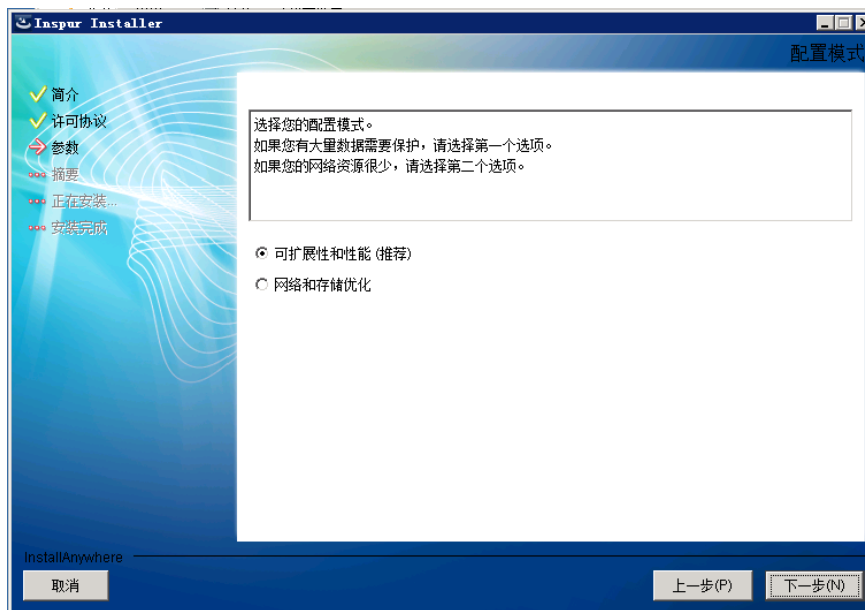 Inspur Installer
配置模式
简介
许可协议
参数
摘要
正在安装...
安装完成
选择您的配置模式。
如果您有大量数据需要保护，请选择第一个选项。
如果您的网络资源很少，请选择第二个选项。
可扩展性和性能 (推荐)
网络和存储优化
InstallAnywhere
取消
上一步(P)
下一步(N)